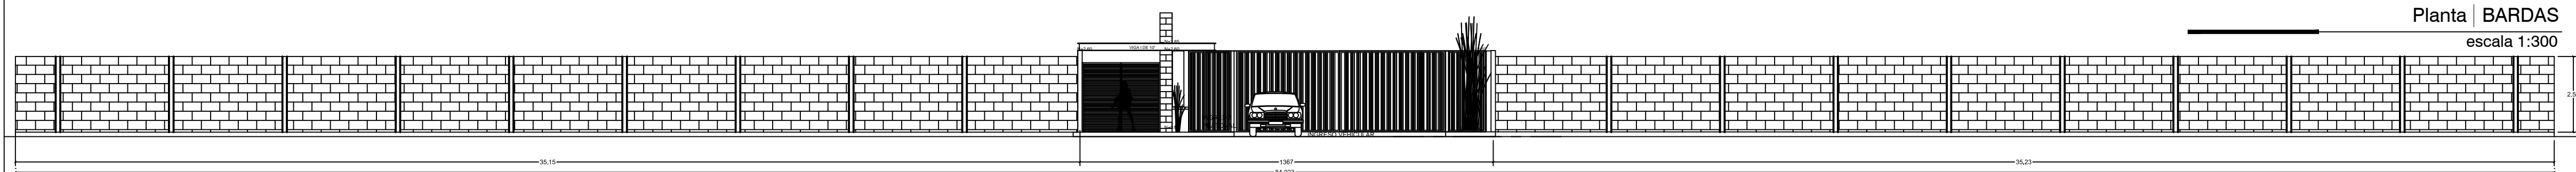 Planta | BARDAS
escala 1:300
VIGA I DE 10"
INGRESO VEHICULAR
35,15
1367
35,23